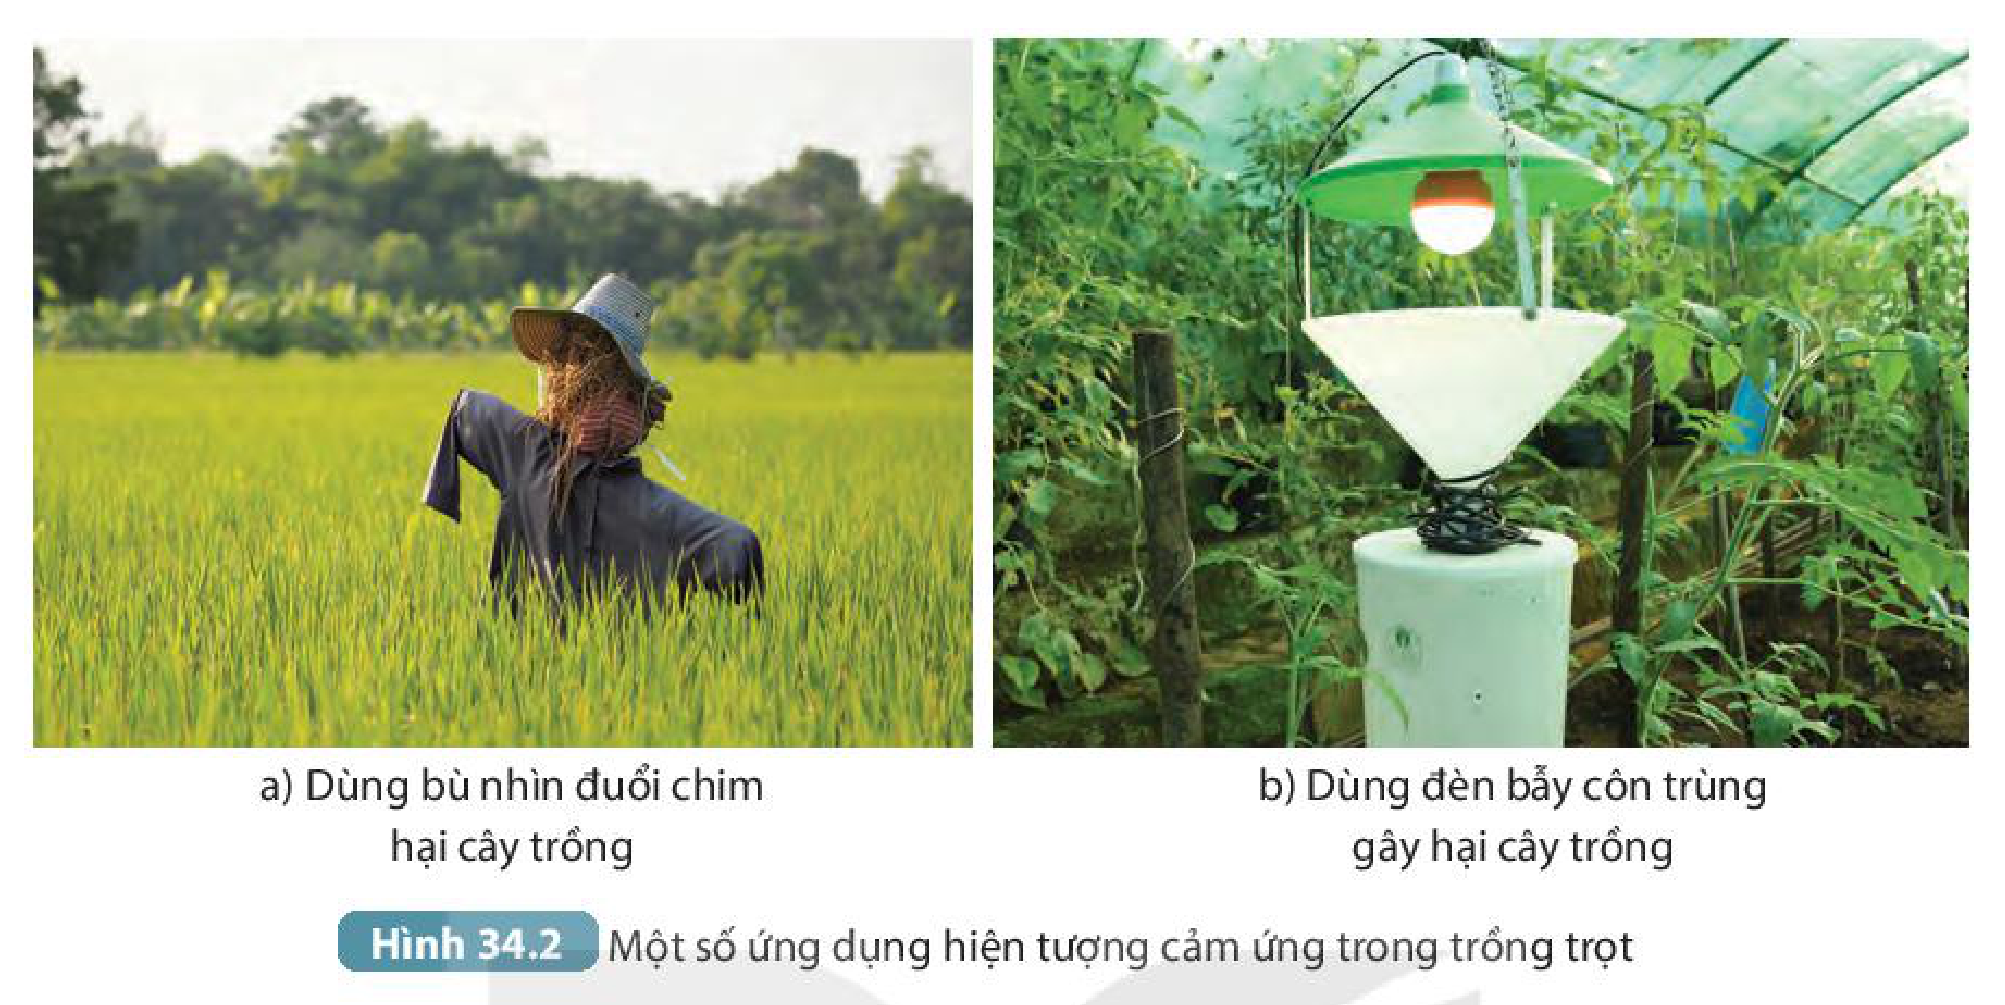 a) Dùng bù nhìn đuổi chim
hại cây trồng
b) Dùng đèn bẫy côn trùng
gây hại cây trồng
Hình 34.2 Một số ứng dụng hiện tượng cảm ứng trong trồng trọt